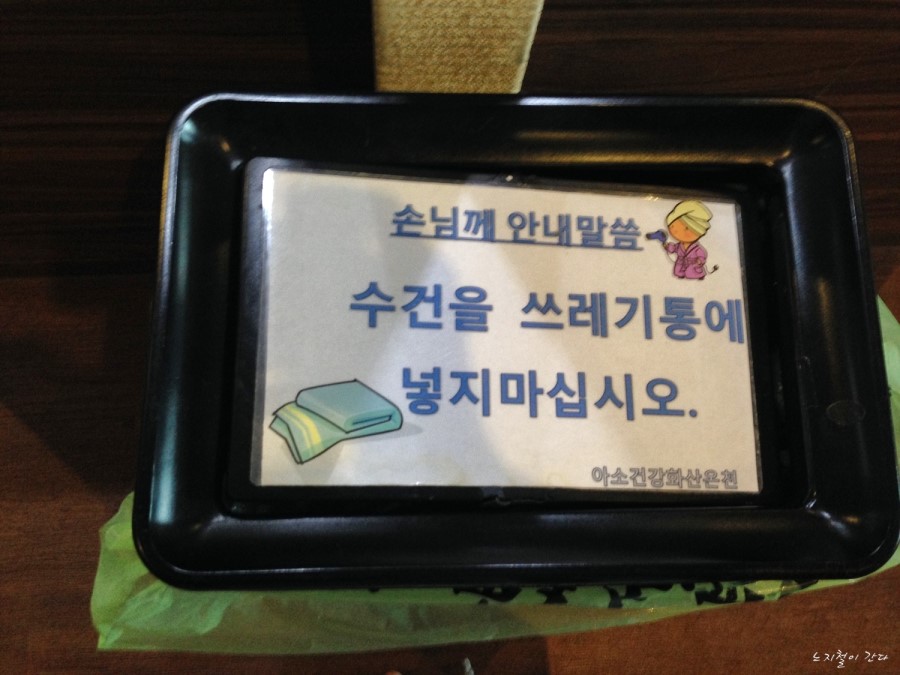 손님께 안내말씀
수건을 쓰레기통에
넣지마십시오.
아소건강화산온천
느지철이 간다